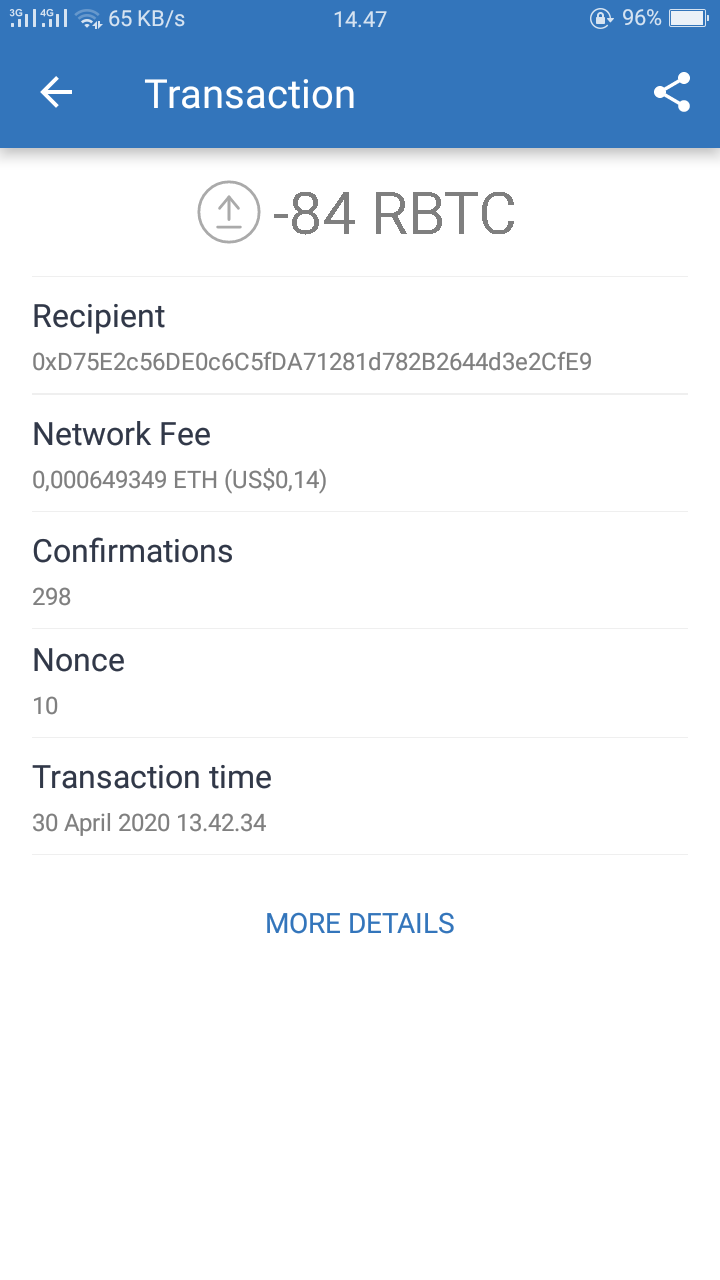 3G 4G 65 KB/s 14.47 96%
Transaction
-84 RBTC
Recipient
0xD75E2c56DE0c6C5fDA71281d782B2644d3e2CfE9
Network Fee
0,000649349 ETH (US$0,14)
Confirmations
298
Nonce
10
Transaction time
30 April 2020 13.42.34
MORE DETAILS